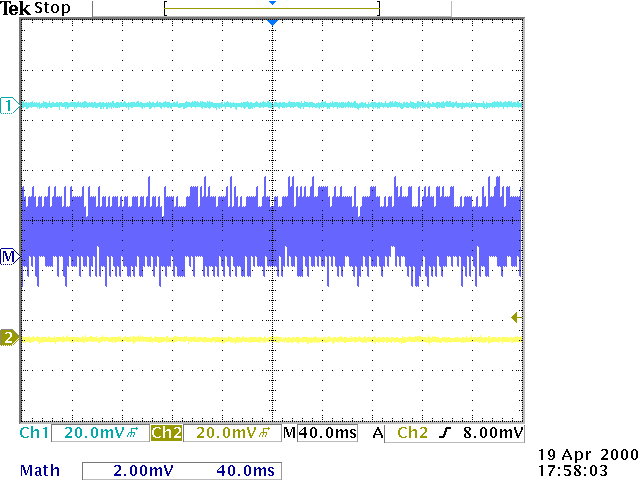 Tek Stop
1
M
2
Ch1 20.0mV Ch2 20.0mV M 40.0ms A Ch2 8.00mV
19 Apr 2000
17:58:03
Math 2.00mV 40.0ms